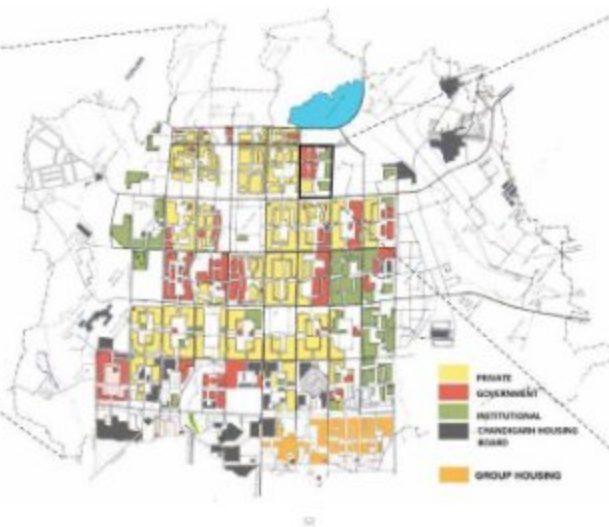 PRIVATE
GOVERNMENT
INSTITUTIONAL
CHANDIGARH HOUSING
BOARD
GROUP HOUSING